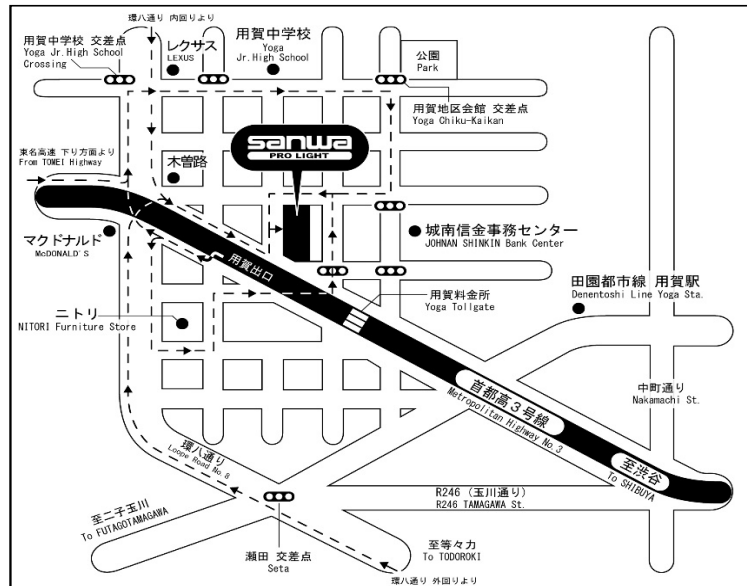 環八通り 内回りより
用賀中学校 交差点
Yoga Jr.High School
Crossing
レクサス
LEXUS
用賀中学校
Yoga
Jr.High School
公園
Park
用賀地区会館 交差点
Yoga Chiku-Kaikan
東名高速 下り方面より
From TOMEI Highway
木曽路
sanwa
PRO LIGHT
マクドナルド
McDONALD'S
用賀出口
城南信金事務センター
JOHNAN SHINKIN Bank Center
田園都市線 用賀駅
Denentoshi Line Yoga Sta.
用賀料金所
Yoga Tollgate
ニトリ
NITORI Furniture Store
首都高3号線
Metropolitan Highway No.3
中町通り
Nakamachi St.
至渋谷
To SHIBUYA
環八通り
Loope Road No.8
R246 (玉川通り)
R246 TAMAGAWA St.
至二子玉川
To FUTAGOTAMAGAWA
瀬田 交差点
Seta
至等々力
To TODOROKI
環八通り 外回りより